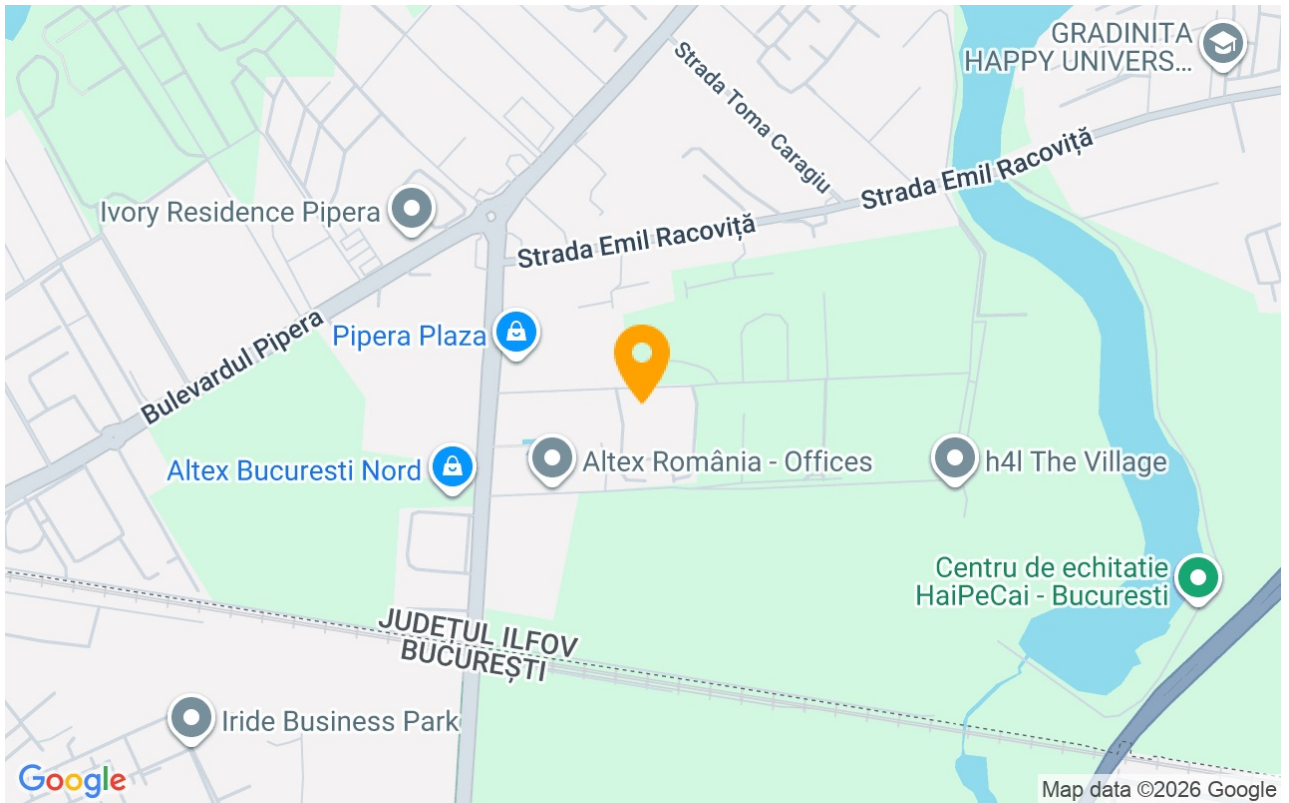 GRADINITA
HAPPY UNIVERS...
Strada Toma Caragiu
Strada Emil Racoviță
Ivory Residence Pipera
Strada Emil Racoviță
Pipera Plaza
Bulevardul Pipera
Altex Bucuresti Nord
Altex România - Offices
h4l The Village
Centru de echitatie
HaiPeCai - Bucuresti
JUDEȚUL ILFOV
BUCUREȘTI
Iride Business Park
Google
Map data ©2026 Google